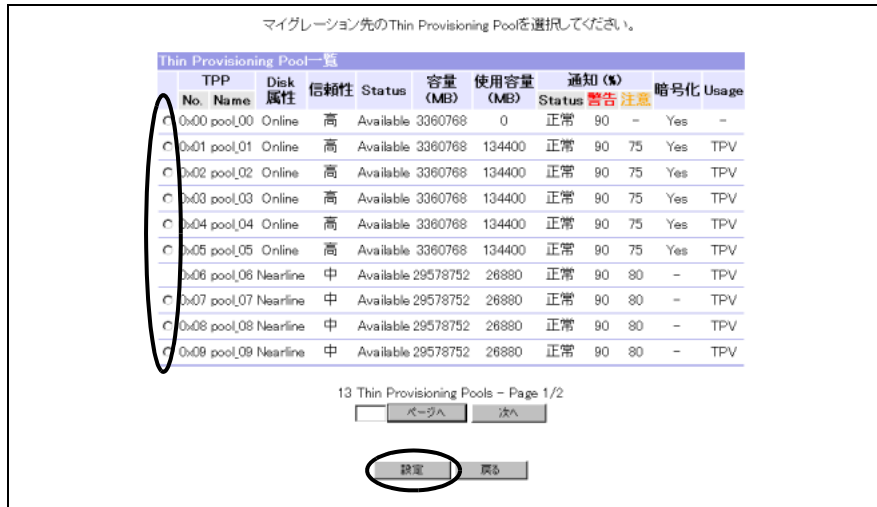 マイグレーション先のThin Provisioning Poolを選択してください。
Thin Provisioning Pool一覧
TPP Disk属性 信頼性 Status 容量(MB) 使用容量(MB) 通知(%) 暗号化 Usage
No. Name Status 警告 注意
0x00 pool_00 Online 高 Available 3360768 0 正常 90 - Yes -
0x01 pool_01 Online 高 Available 3360768 134400 正常 90 75 Yes TPV
0x02 pool_02 Online 高 Available 3360768 134400 正常 90 75 Yes TPV
0x03 pool_03 Online 高 Available 3360768 134400 正常 90 75 Yes TPV
0x04 pool_04 Online 高 Available 3360768 134400 正常 90 75 Yes TPV
0x05 pool_05 Online 高 Available 3360768 134400 正常 90 75 Yes TPV
0x06 pool_06 Nearline 中 Available 29578752 26880 正常 90 80 - TPV
0x07 pool_07 Nearline 中 Available 29578752 26880 正常 90 80 - TPV
0x08 pool_08 Nearline 中 Available 29578752 26880 正常 90 80 - TPV
0x09 pool_09 Nearline 中 Available 29578752 26880 正常 90 80 - TPV
13 Thin Provisioning Pools - Page 1/2
ページへ 次へ
設定 戻る